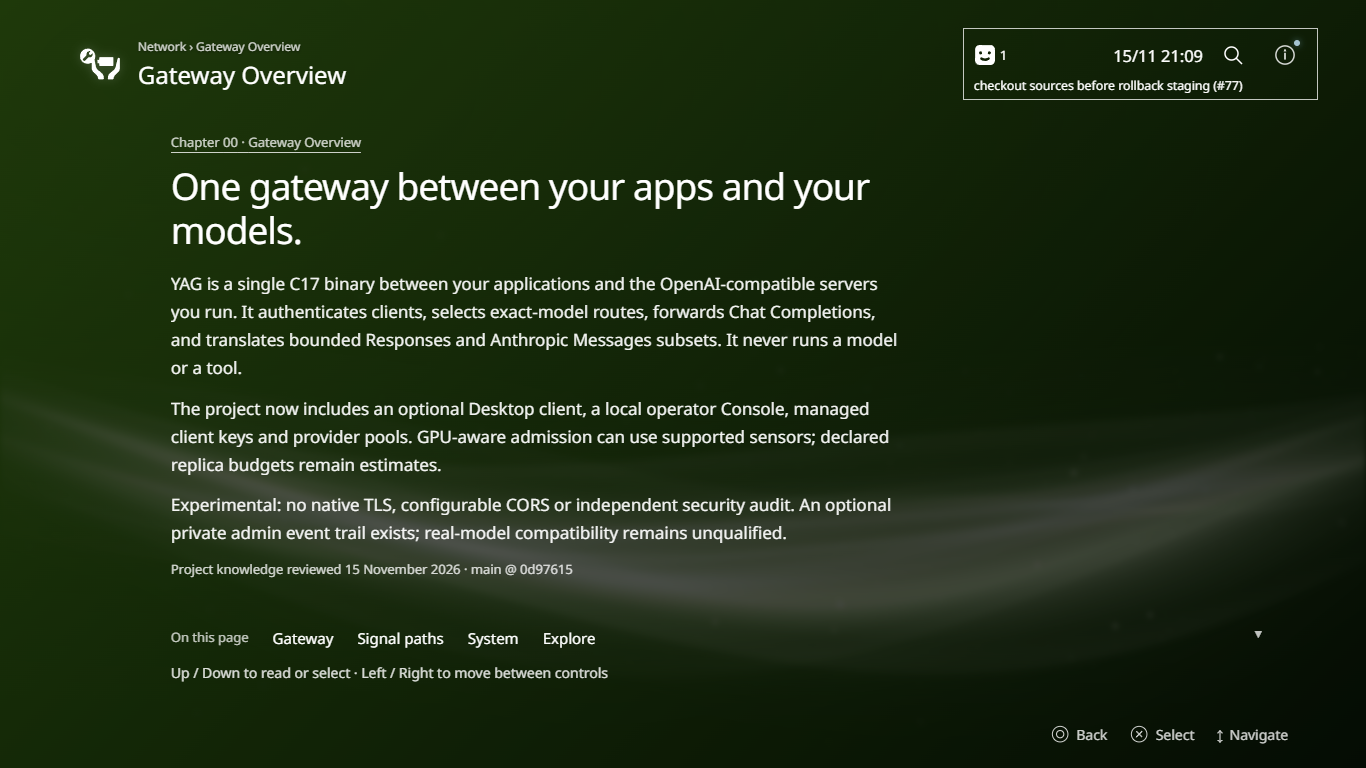 Network › Gateway Overview
Gateway Overview
1
15/11 21:09
checkout sources before rollback staging (#77)
Chapter 00 · Gateway Overview
One gateway between your apps and your
models.
YAG is a single C17 binary between your applications and the OpenAI-compatible servers
you run. It authenticates clients, selects exact-model routes, forwards Chat Completions,
and translates bounded Responses and Anthropic Messages subsets. It never runs a model
or a tool.
The project now includes an optional Desktop client, a local operator Console, managed
client keys and provider pools. GPU-aware admission can use supported sensors; declared
replica budgets remain estimates.
Experimental: no native TLS, configurable CORS or independent security audit. An optional
private admin event trail exists; real-model compatibility remains unqualified.
Project knowledge reviewed 15 November 2026 · main @ 0d97615
On this page Gateway Signal paths System Explore
Up / Down to read or select · Left / Right to move between controls
Back Select Navigate